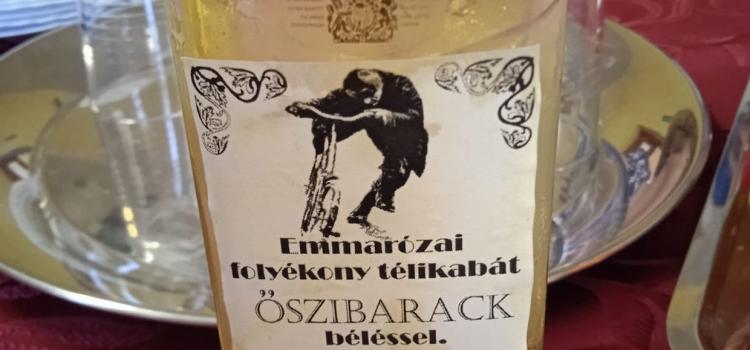 Emmarózai
folyékony télikabát
ŐSZIBARACK
béléssel.